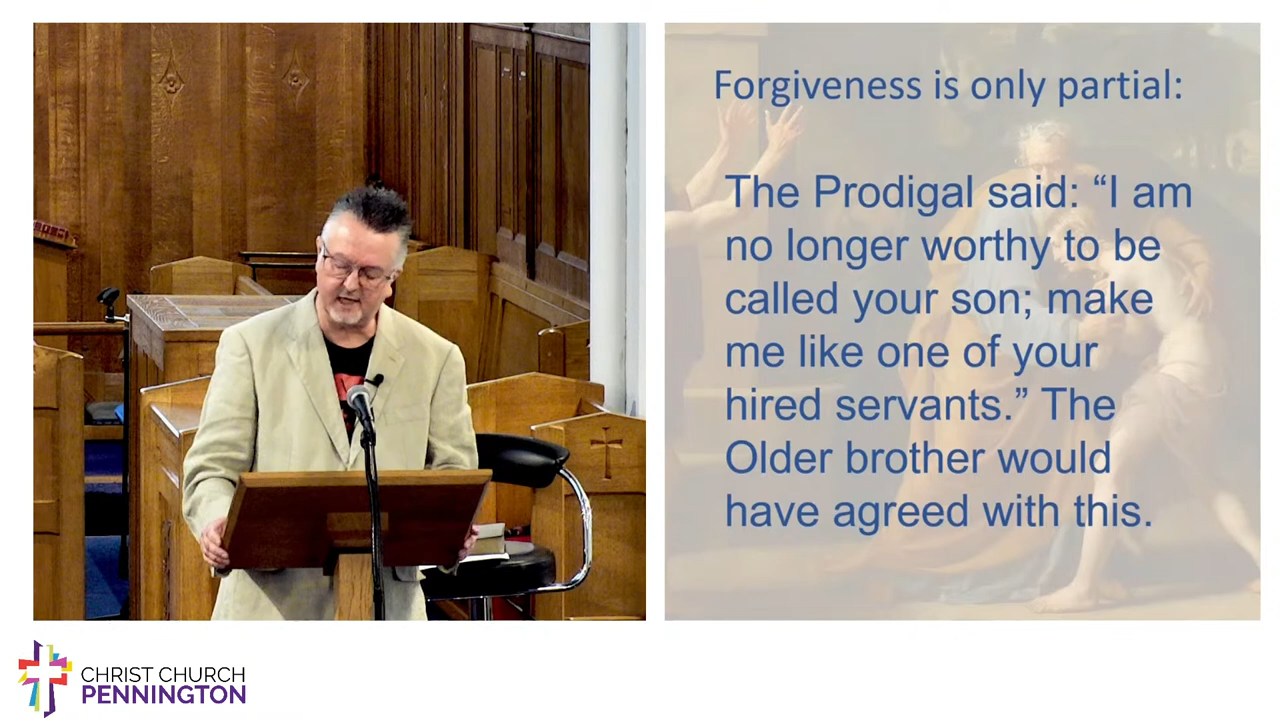 Forgiveness is only partial:
The Prodigal said: “I am
no longer worthy to be
called your son; make
me like one of your
hired servants.” The
Older brother would
have agreed with this.
CHRIST CHURCH
PENNINGTON